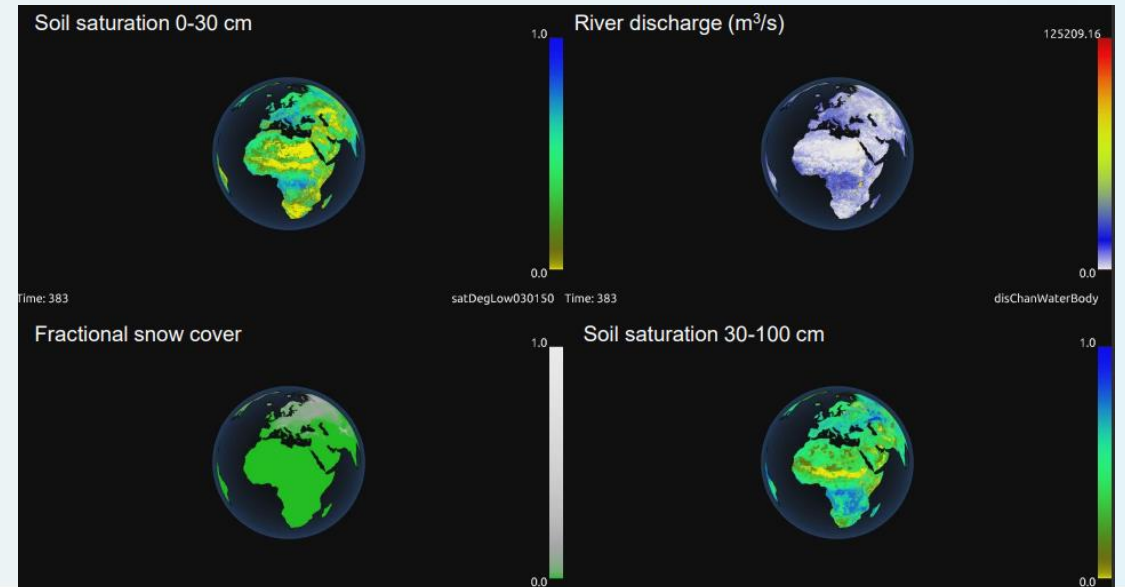 Soil saturation 0-30 cm
1.0
0.0
River discharge (m³/s)
125209.16
0.0
Time: 383
satDegLow030150
Time: 383
disChanWaterBody
Fractional snow cover
1.0
0.0
Soil saturation 30-100 cm
1.0
0.0